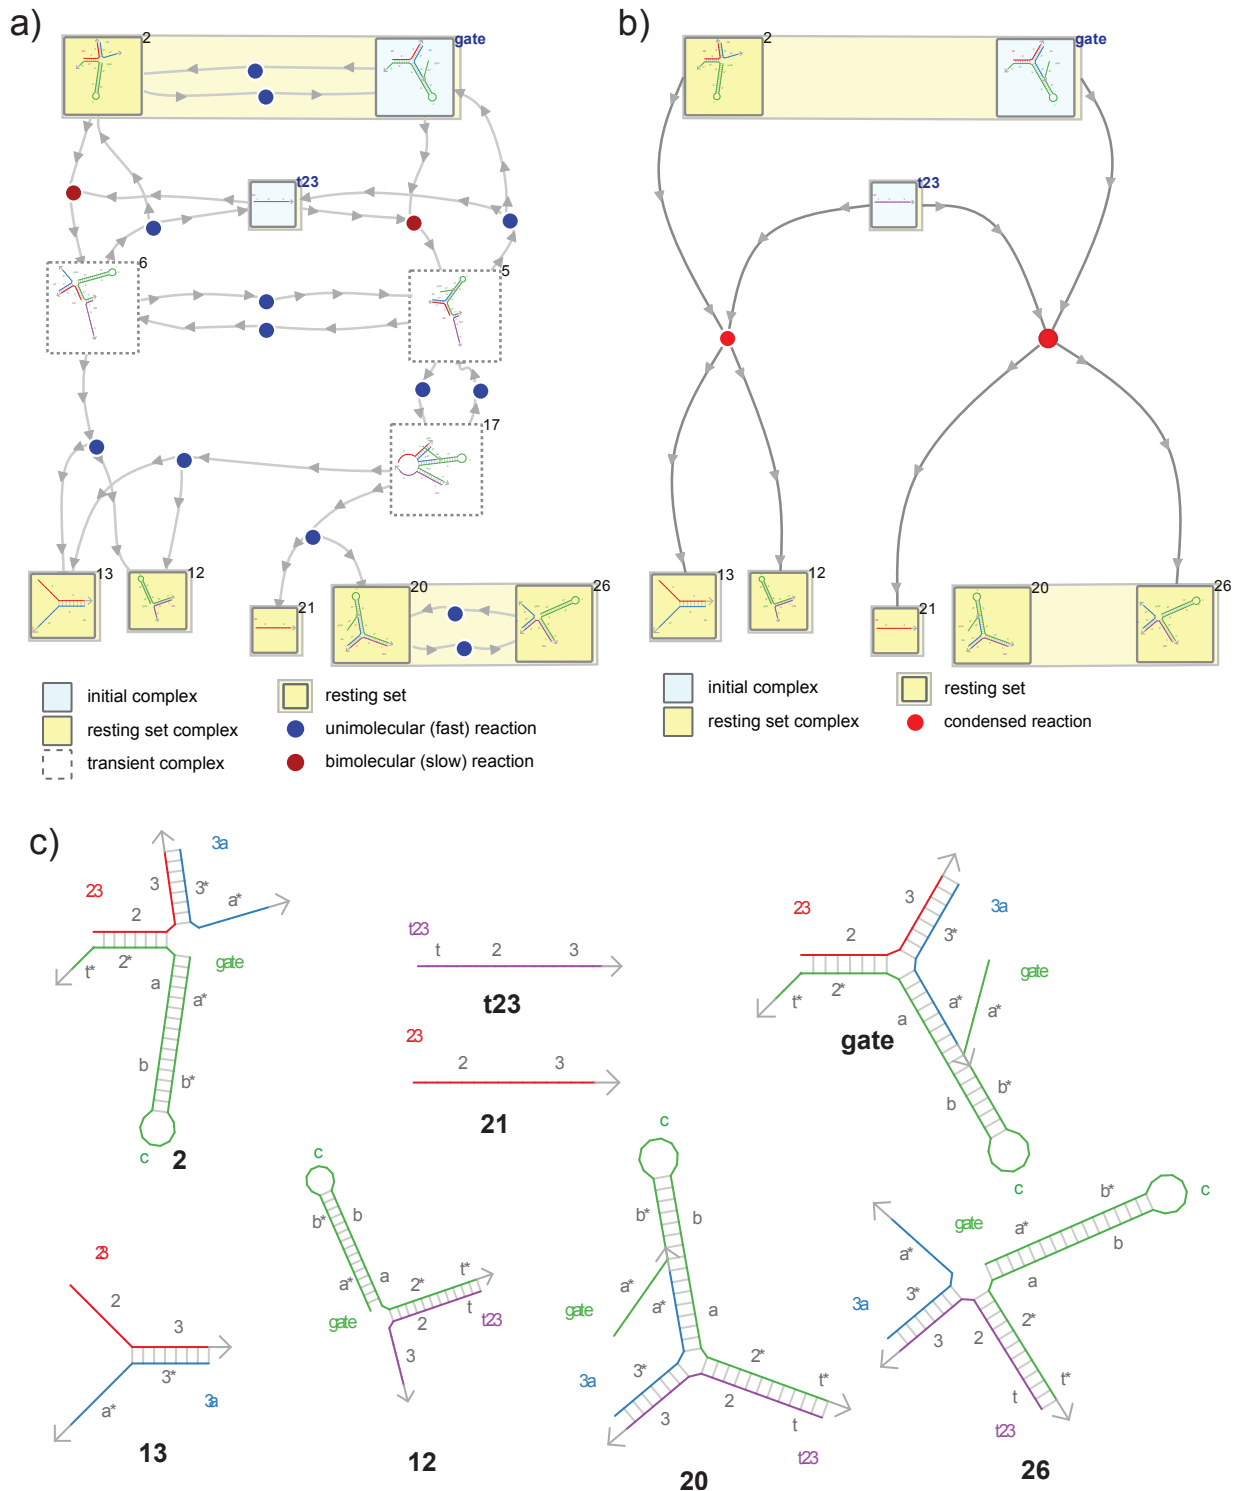 a)
b)
2
gate
2
gate
t23
t23
6
5
17
13
12
21
20
26
13
12
21
20
26
initial complex
resting set complex
transient complex
resting set
unimolecular (fast) reaction
bimolecular (slow) reaction
initial complex
resting set complex
resting set
condensed reaction
c)
23
3a
3
3*
a*
2
t*
2*
a
gate
a*
b
b*
c
2
t23
t
2
3
t23
23
2
3
21
23
3a
3
3*
2
t*
2*
gate
a
a*
a*
gate
b
b*
c
23
2
3
3*
a*
3a
13
c
b*
b
a*
a
2*
t*
gate
2
t
t23
3
12
c
b*
b
a*
gate
a*
a
3a
3*
3
2*
2
t*
t
t23
20
gate
a*
b*
c
b
a
a*
3a
3*
3
2
2*
t
t*
t23
26